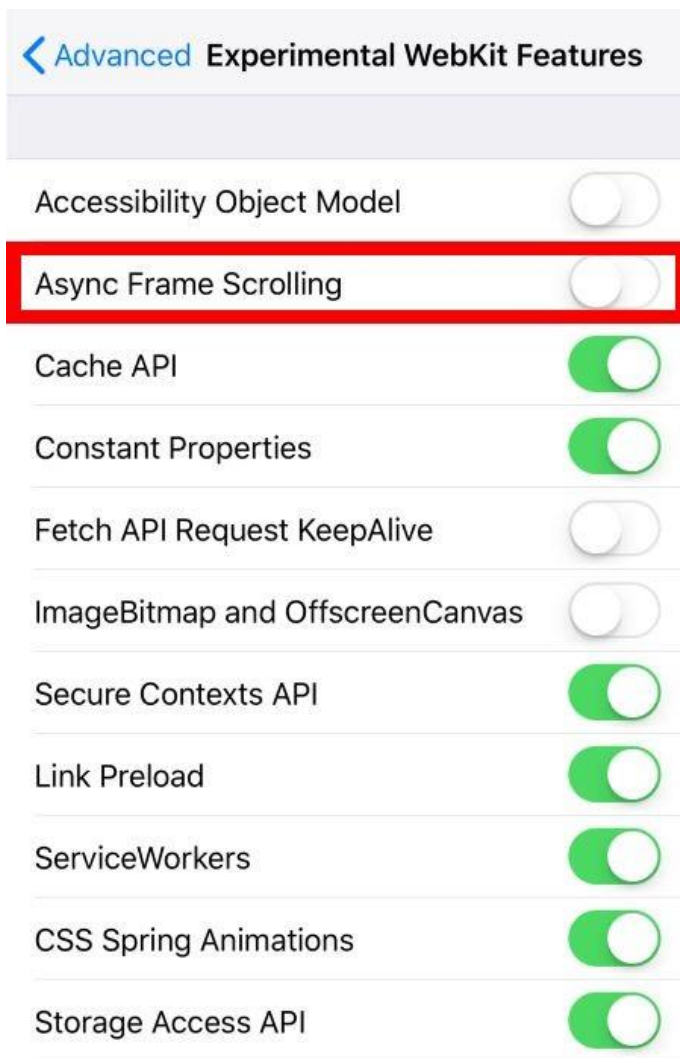 Advanced Experimental WebKit Features
Accessibility Object Model
Async Frame Scrolling
Cache API
Constant Properties
Fetch API Request KeepAlive
ImageBitmap and OffscreenCanvas
Secure Contexts API
Link Preload
ServiceWorkers
CSS Spring Animations
Storage Access API